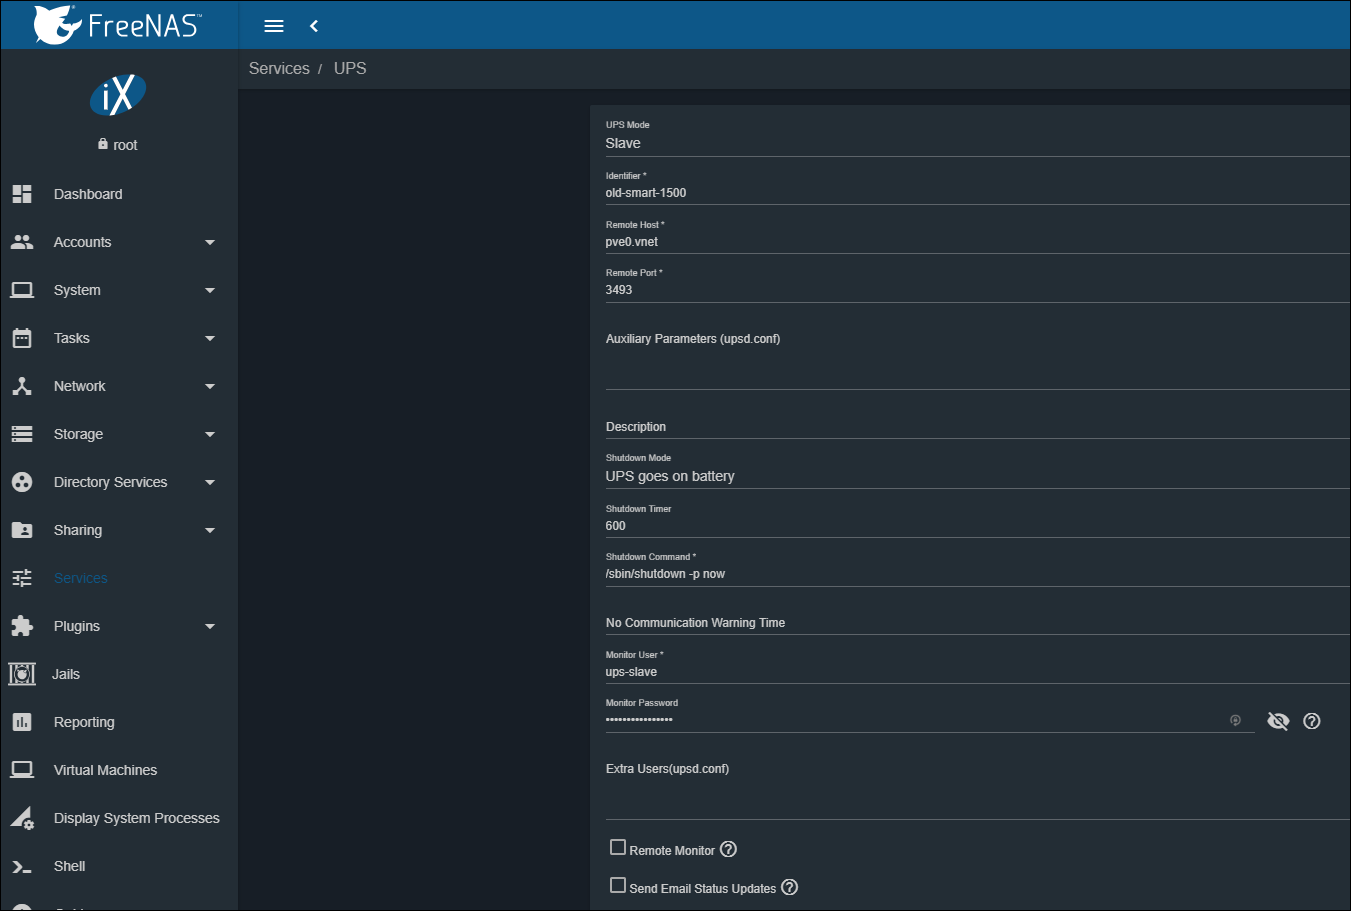 FreeNAS™
Services / UPS
iX
root
Dashboard
Accounts
System
Tasks
Network
Storage
Directory Services
Sharing
Services
Plugins
Jails
Reporting
Virtual Machines
Display System Processes
Shell
UPS Mode
Slave
Identifier *
old-smart-1500
Remote Host *
pve0.vnet
Remote Port *
3493
Auxiliary Parameters (upsd.conf)
Description
Shutdown Mode
UPS goes on battery
Shutdown Timer
600
Shutdown Command *
/sbin/shutdown -p now
No Communication Warning Time
Monitor User *
ups-slave
Monitor Password
••••••••••••••••
Extra Users(upsd.conf)
Remote Monitor
Send Email Status Updates